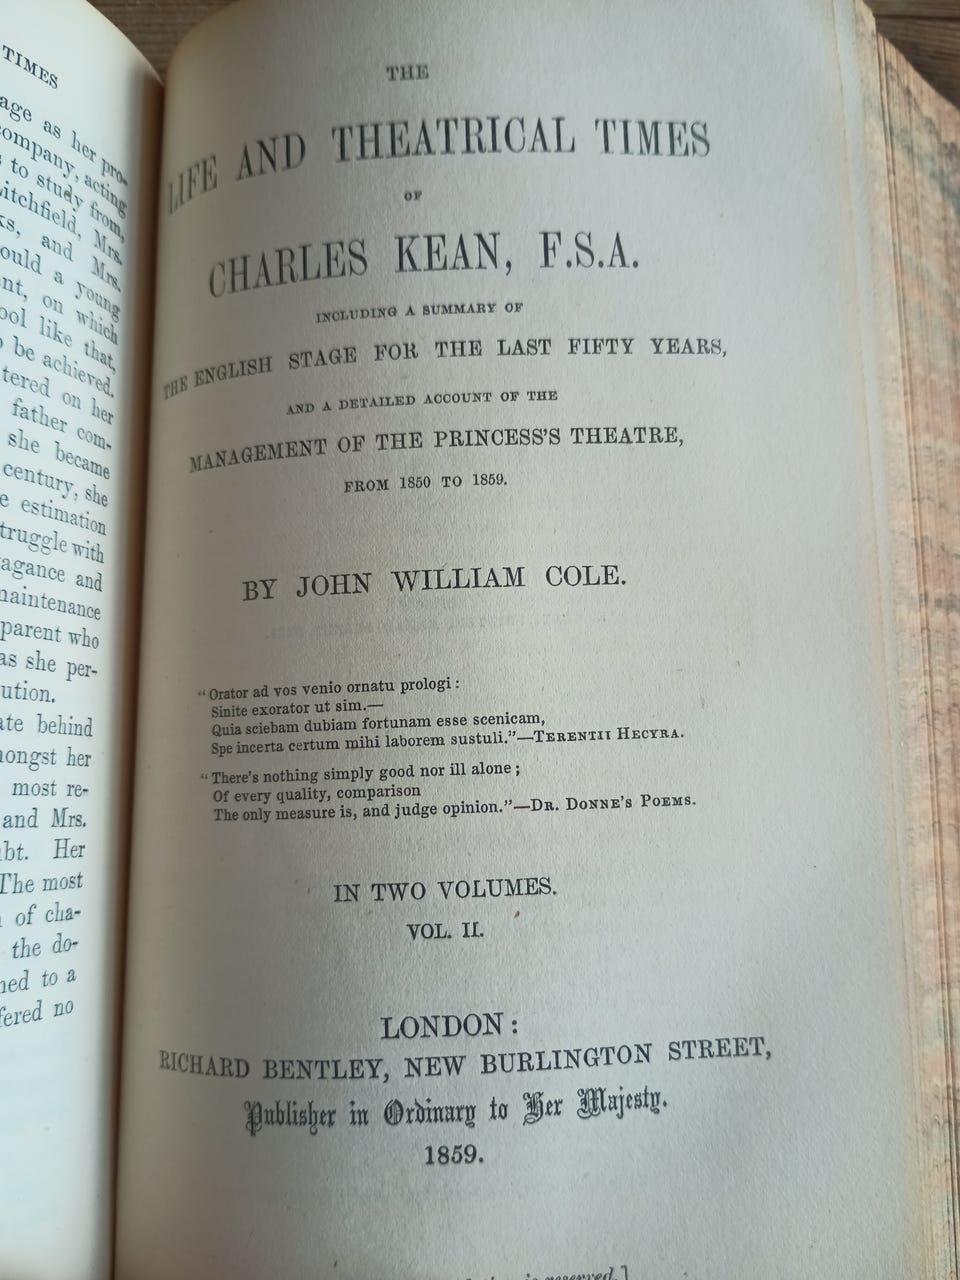 TIMES
age as her pro-
company, acting
to study from,
itchfield, Mrs.
ks, and Mrs.
ould a young
nt, on which
ool like that,
be achieved.
tered on her
father com-
she became
century, she
e estimation
truggle with
agance and
naintenance
parent who
as she per-
ution.
ate behind
nongst her
most re-
and Mrs.
bt. Her
The most
of cha-
the do-
ned to a
fered no
THE
LIFE AND THEATRICAL TIMES
OF
CHARLES KEAN, F.S.A.
INCLUDING A SUMMARY OF
THE ENGLISH STAGE FOR THE LAST FIFTY YEARS,
AND A DETAILED ACCOUNT OF THE
MANAGEMENT OF THE PRINCESS'S THEATRE,
FROM 1850 TO 1859.
BY JOHN WILLIAM COLE.
"Orator ad vos venio ornatu prologi:
Sinite exorator ut sim.—
Quia sciebam dubiam fortunam esse scenicam,
Spe incerta certum mihi laborem sustuli."—TERENTII HECYRA.
"There's nothing simply good nor ill alone;
Of every quality, comparison
The only measure is, and judge opinion."—DR. DONNE'S POEMS.
IN TWO VOLUMES.
VOL. II.
LONDON:
RICHARD BENTLEY, NEW BURLINGTON STREET,
Publisher in Ordinary to Her Majesty.
1859.
is reserved.]